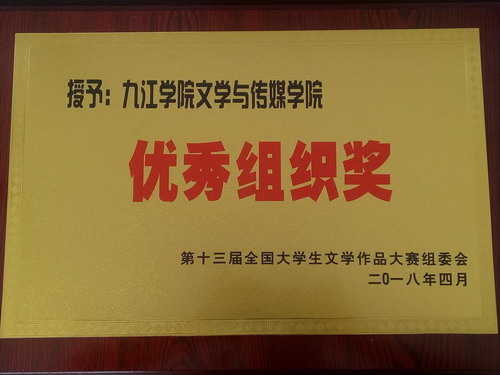 授予：九江学院文学与传媒学院
优秀组织奖
第十三届全国大学生文学作品大赛组委会
二0一八年四月